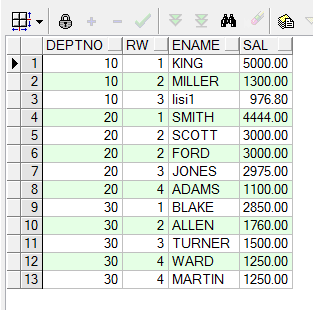 DEPTNO RW ENAME SAL
1 10 1 KING 5000.00
2 10 2 MILLER 1300.00
3 10 3 lisi1 976.80
4 20 1 SMITH 4444.00
5 20 2 SCOTT 3000.00
6 20 2 FORD 3000.00
7 20 3 JONES 2975.00
8 20 4 ADAMS 1100.00
9 30 1 BLAKE 2850.00
10 30 2 ALLEN 1760.00
11 30 3 TURNER 1500.00
12 30 4 WARD 1250.00
13 30 4 MARTIN 1250.00